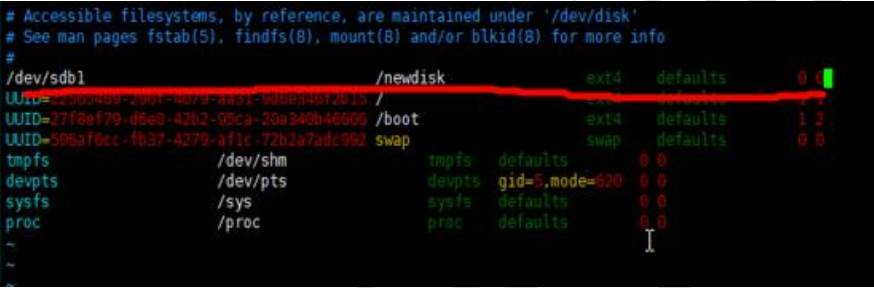 # Accessible filesystems, by reference, are maintained under '/dev/disk'
# See man pages fstab(5), findfs(8), mount(8) and/or blkid(8) for more info
#
/dev/sdb1 /newdisk ext4 defaults 0 0
/ ext4 defaults 1 1
UUID=27f8ef79-d6e0-42b2-95ca-20a340b46606 /boot ext4 defaults 1 2
UUID=506af6cc-fb37-4279-af1c-72b2a7adc992 swap swap defaults 0 0
tmpfs /dev/shm tmpfs defaults 0 0
devpts /dev/pts devpts gid=5,mode=620 0 0
sysfs /sys sysfs defaults 0 0
proc /proc proc defaults 0 0
~
~
~